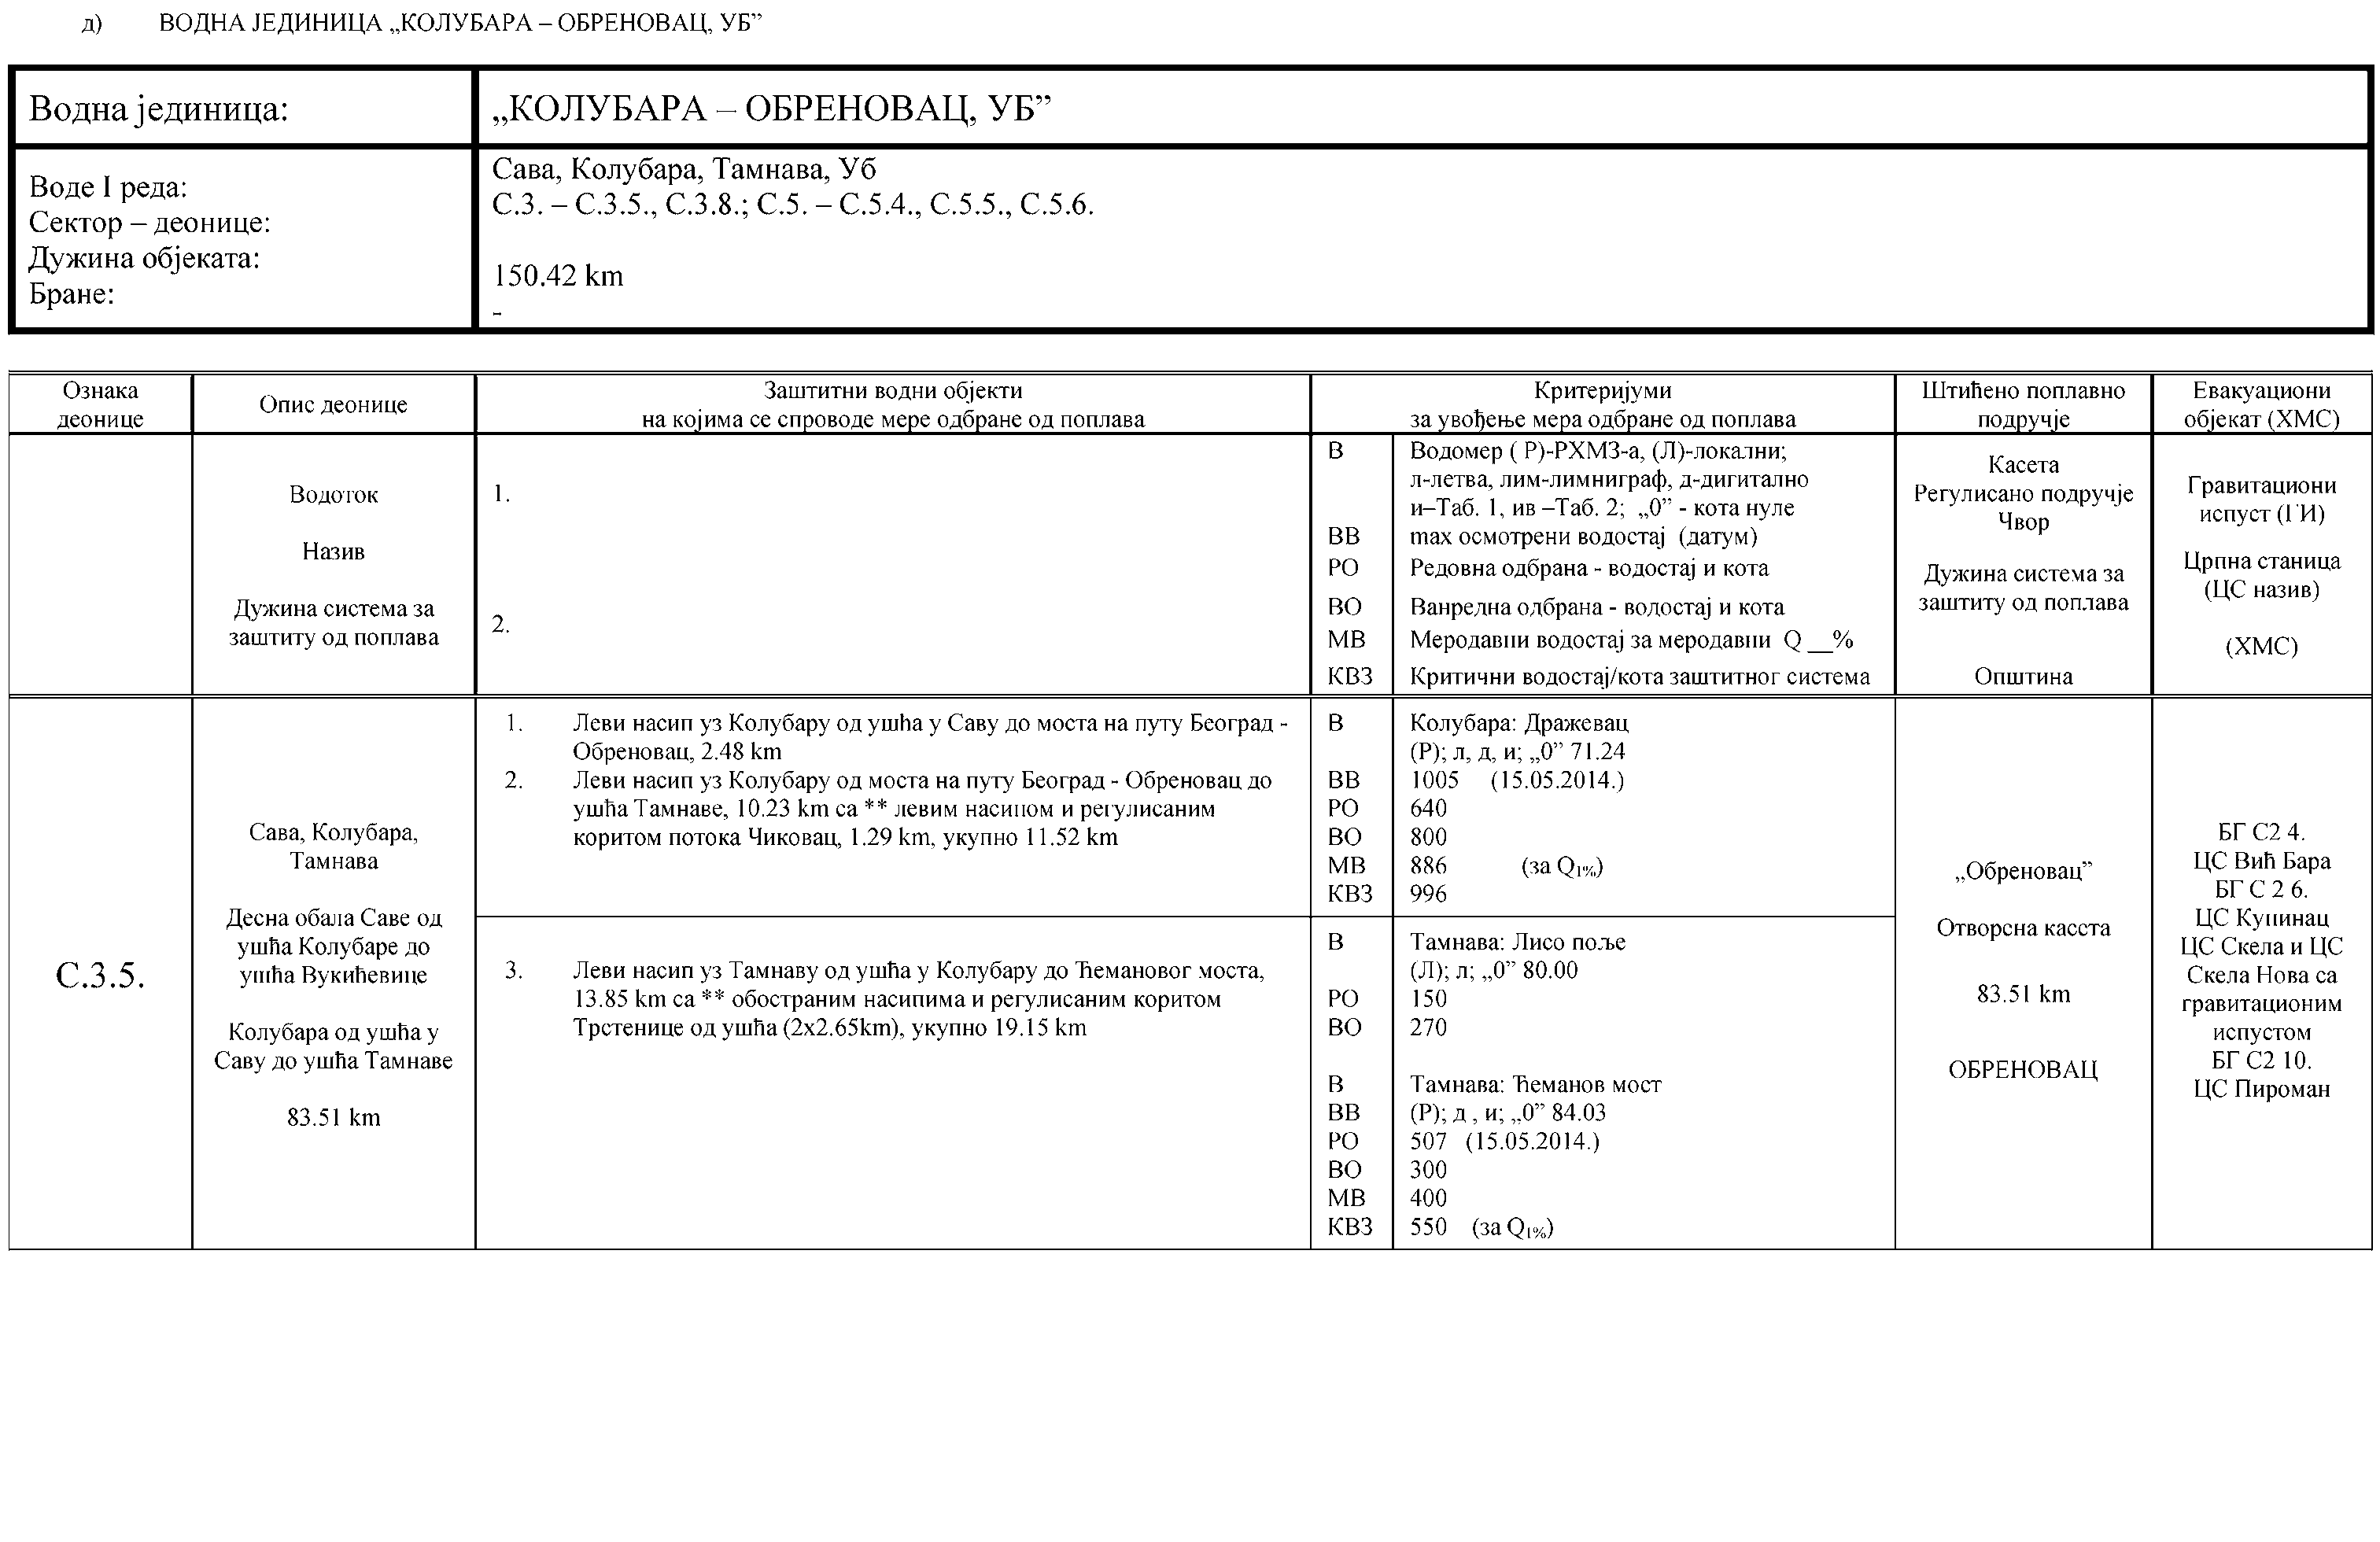 д) ВОДНА ЈЕДИНИЦА „КОЛУБАРА – ОБРЕНОВАЦ, УБ”
Водна јединица:
„КОЛУБАРА – ОБРЕНОВАЦ, УБ”
Воде I реда:
Сектор – деонице:
Дужина објеката:
Бране:
Сава, Колубара, Тамнава, Уб
С.3. – С.3.5., С.3.8.; С.5. – С.5.4., С.5.5., С.5.6.
150.42 km
-
Ознака
деонице
Опис деонице
Заштитни водни објекти
на којима се спроводе мере одбране од поплава
Критеријуми
за увођење мера одбране од поплава
Штићено поплавно
подручје
Евакуациони
објекат (ХМС)
Водоток
Назив
Дужина система за
заштиту од поплава
1.
2.
В Водомер ( Р)-РХМЗ-а, (Л)-локални;
л-летва, лим-лимниграф, д-дигитално
и–Таб. 1, ив –Таб. 2; „0” - кота нуле
ВВ max осмотрени водостај (датум)
РО Редовна одбрана - водостај и кота
ВО Ванредна одбрана - водостај и кота
МВ Меродавни водостај за меродавни Q __%
КВЗ Критични водостај/кота заштитног система
Касета
Регулисано подручје
Чвор
Дужина система за
заштиту од поплава
Општина
Гравитациони
испуст (ГИ)
Црпна станица
(ЦС назив)
(ХМС)
С.3.5.
Сава, Колубара,
Тамнава
Десна обала Саве од
ушћа Колубаре до
ушћа Вукићевице
Колубара од ушћа у
Саву до ушћа Тамнаве
83.51 km
1. Леви насип уз Колубару од ушћа у Саву до моста на путу Београд -
Обреновац, 2.48 km
2. Леви насип уз Колубару од моста на путу Београд - Обреновац до
ушћа Тамнаве, 10.23 km са ** левим насипом и регулисаним
коритом потока Чиковац, 1.29 km, укупно 11.52 km
В Колубара: Дражевац
(Р); л, д, и; „0” 71.24
ВВ 1005 (15.05.2014.)
РО 640
ВО 800
МВ 886 (за Q1%)
КВЗ 996
3. Леви насип уз Тамнаву од ушћа у Колубару до Ћемановог моста,
13.85 km са ** обостраним насипима и регулисаним коритом
Трстенице од ушћа (2x2.65km), укупно 19.15 km
В Тамнава: Лисо поље
(Л); л; „0” 80.00
РО 150
ВО 270
В Тамнава: Ћеманов мост
ВВ (Р); д , и; „0” 84.03
РО 507 (15.05.2014.)
ВО 300
МВ 400
КВЗ 550 (за Q1%)
„Обреновац”
Отворена касета
83.51 km
ОБРЕНОВАЦ
БГ С2 4.
ЦС Вић Бара
БГ С 2 6.
ЦС Купинац
ЦС Скела и ЦС
Скела Нова са
гравитационим
испустом
БГ С2 10.
ЦС Пироман